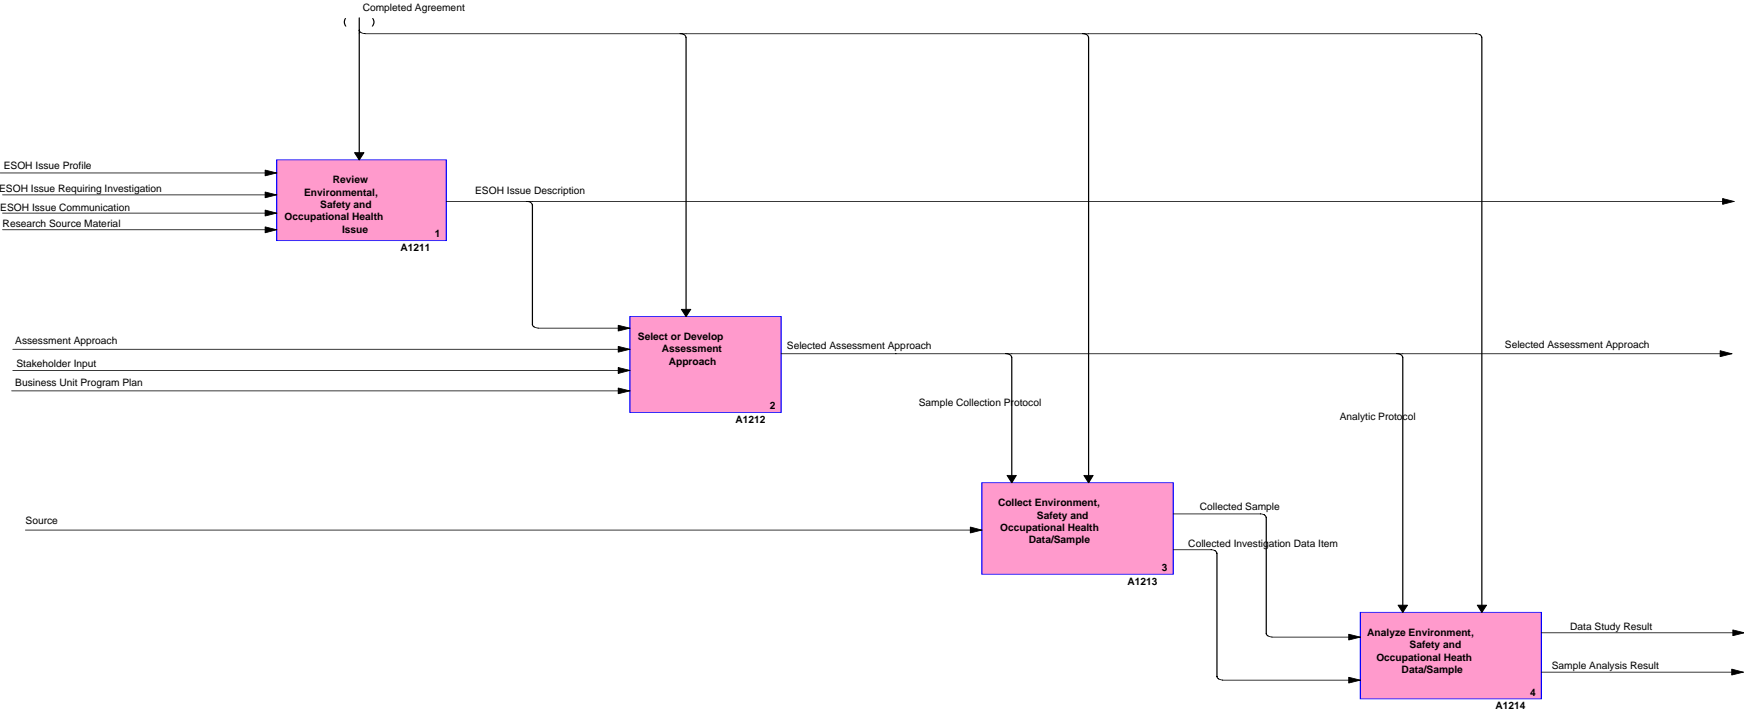 Completed Agreement
( )
ESOH Issue Profile
ESOH Issue Requiring Investigation
ESOH Issue Communication
Research Source Material
Review
Environmental,
Safety and
Occupational Health
Issue
1
A1211
ESOH Issue Description
Assessment Approach
Stakeholder Input
Business Unit Program Plan
Select or Develop
Assessment
Approach
2
A1212
Selected Assessment Approach
Selected Assessment Approach
Sample Collection Protocol
Analytic Protocol
Source
Collect Environment,
Safety and
Occupational Health
Data/Sample
3
A1213
Collected Sample
Collected Investigation Data Item
Analyze Environment,
Safety and
Occupational Heath
Data/Sample
4
A1214
Data Study Result
Sample Analysis Result